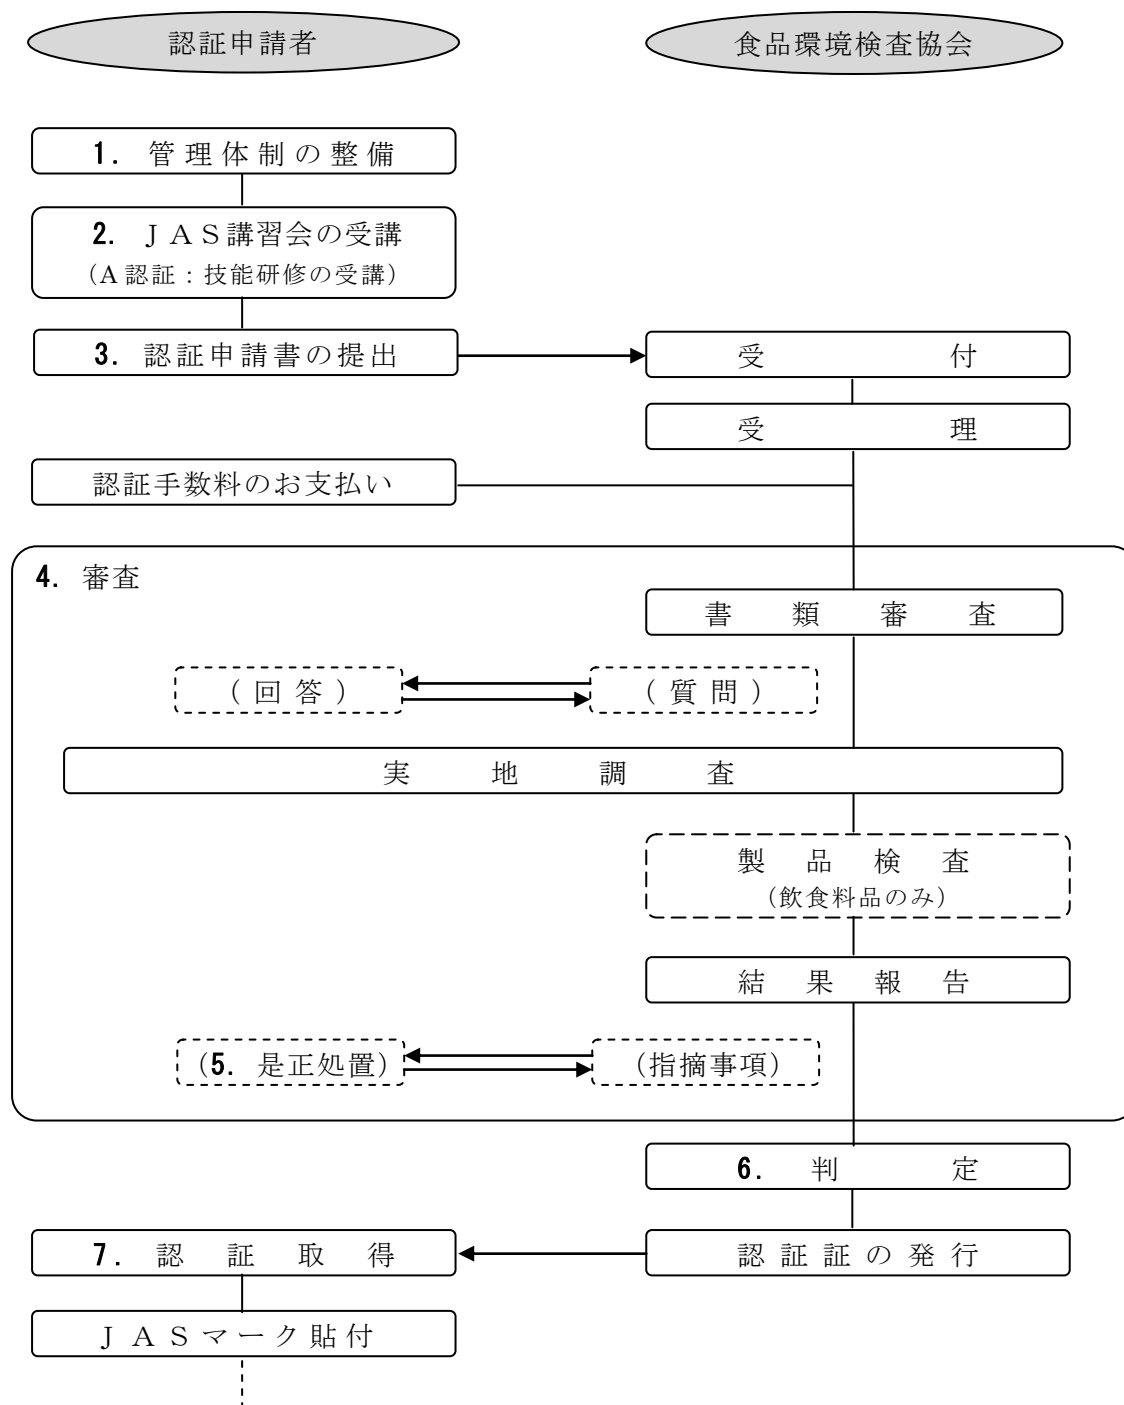 認証申請者
食品環境検査協会
1. 管理体制の整備
2. ＪＡＳ講習会の受講
（A認証：技能研修の受講）
3. 認証申請書の提出
受付
受理
認証手数料のお支払い
4. 審査
書類審査
（回答）
（質問）
実地調査
製品検査
（飲食料品のみ）
結果報告
（5. 是正処置）
（指摘事項）
6. 判定
7. 認証取得
認証証の発行
ＪＡＳマーク貼付